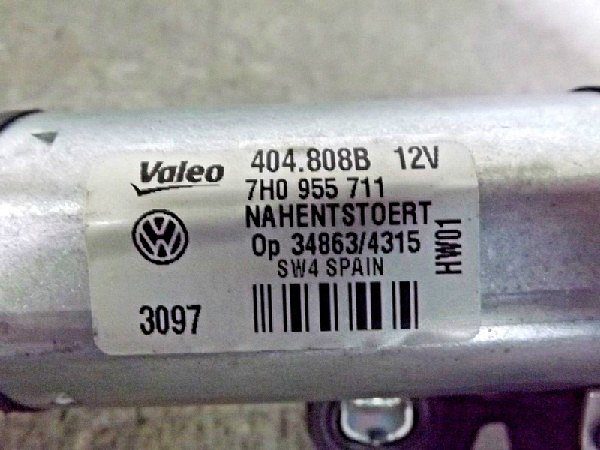 Valeo 404.808B 12V
7H0 955 711
NAHENTSTOERT
Op 34863/4315
SW4 SPAIN
HW01
3097